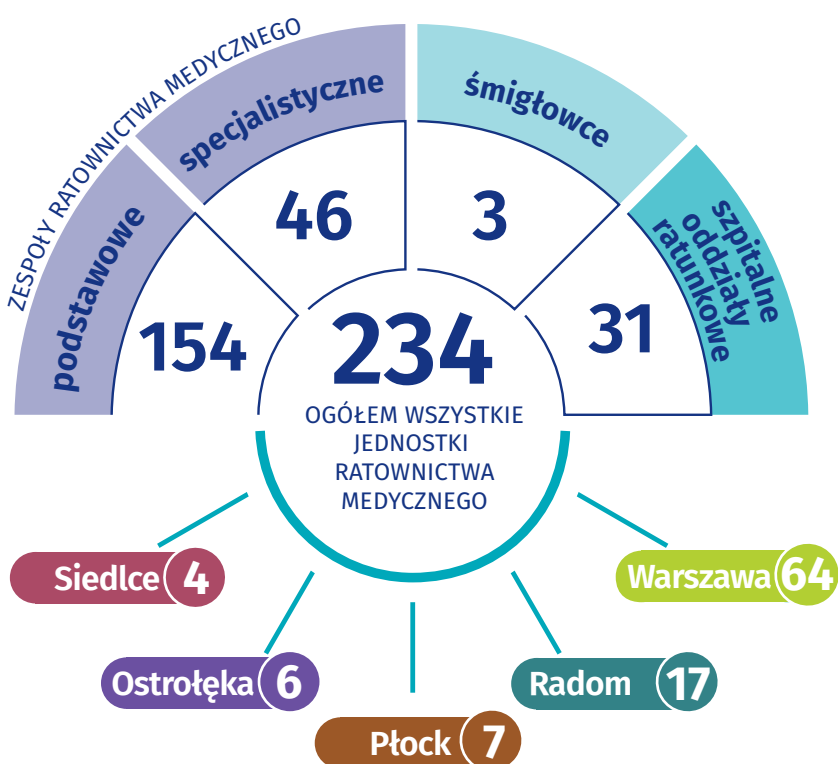 ZESPOŁY RATOWNICTWA MEDYCZNEGO
podstawowe
154
specjalistyczne
46
śmigłowce
3
szpitalne
oddziały
ratunkowe
31
234
OGÓŁEM WSZYSTKIE
JEDNOSTKI
RATOWNICTWA
MEDYCZNEGO
Siedlce 4
Ostrołęka 6
Płock 7
Radom 17
Warszawa 64